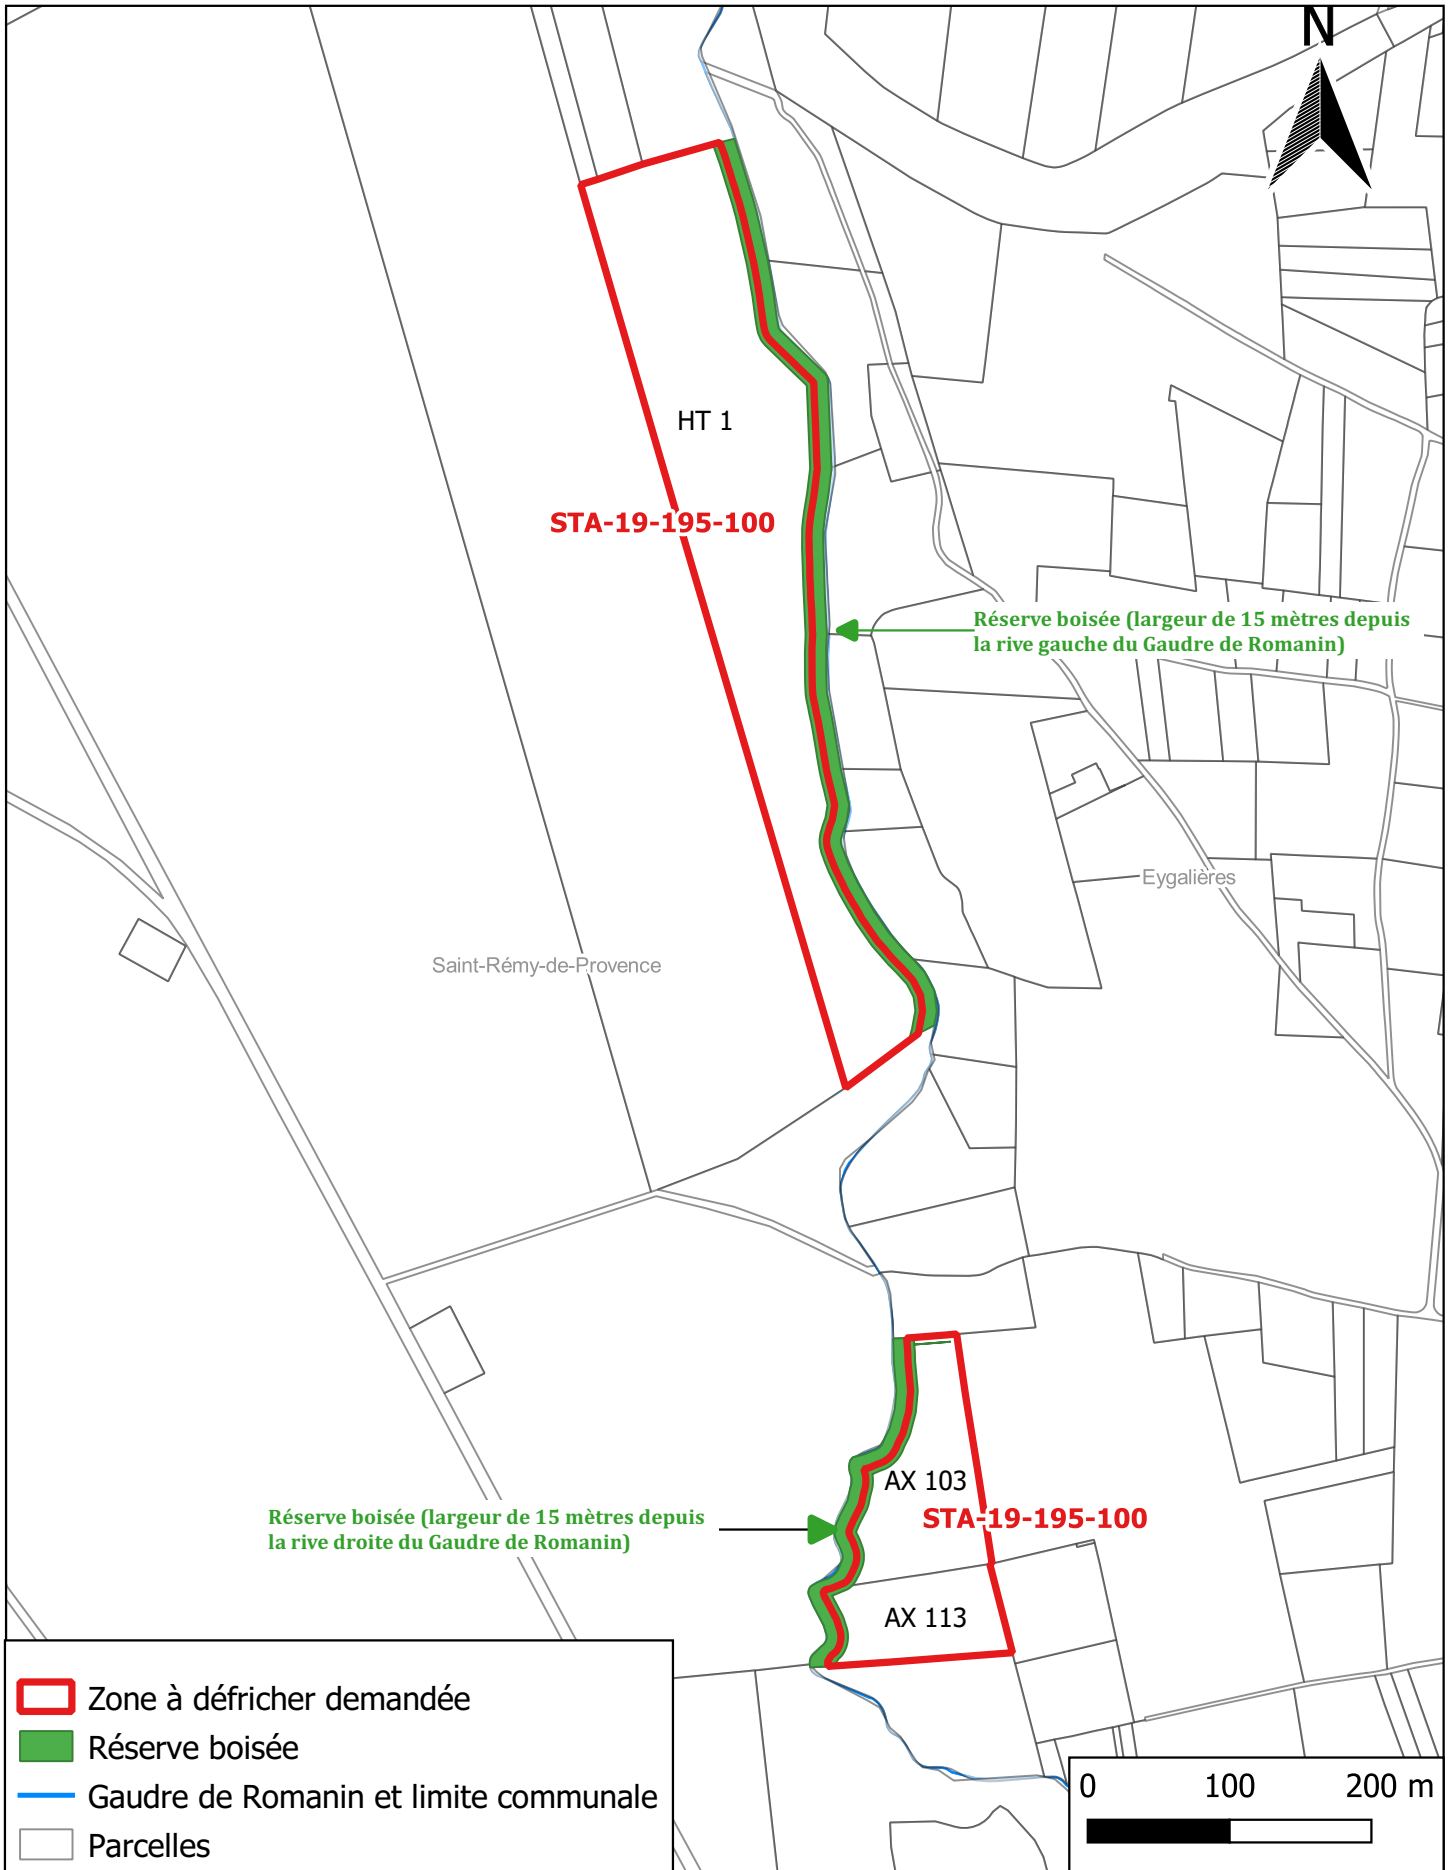 N
HT 1
STA-19-195-100
Réserve boisée (largeur de 15 mètres depuis
la rive gauche du Gaudre de Romanin)
Eygalières
Saint-Rémy-de-Provence
AX 103
STA-19-195-100
Réserve boisée (largeur de 15 mètres depuis
la rive droite du Gaudre de Romanin)
AX 113
Zone à défricher demandée
Réserve boisée
Gaudre de Romanin et limite communale
Parcelles
0 100 200 m